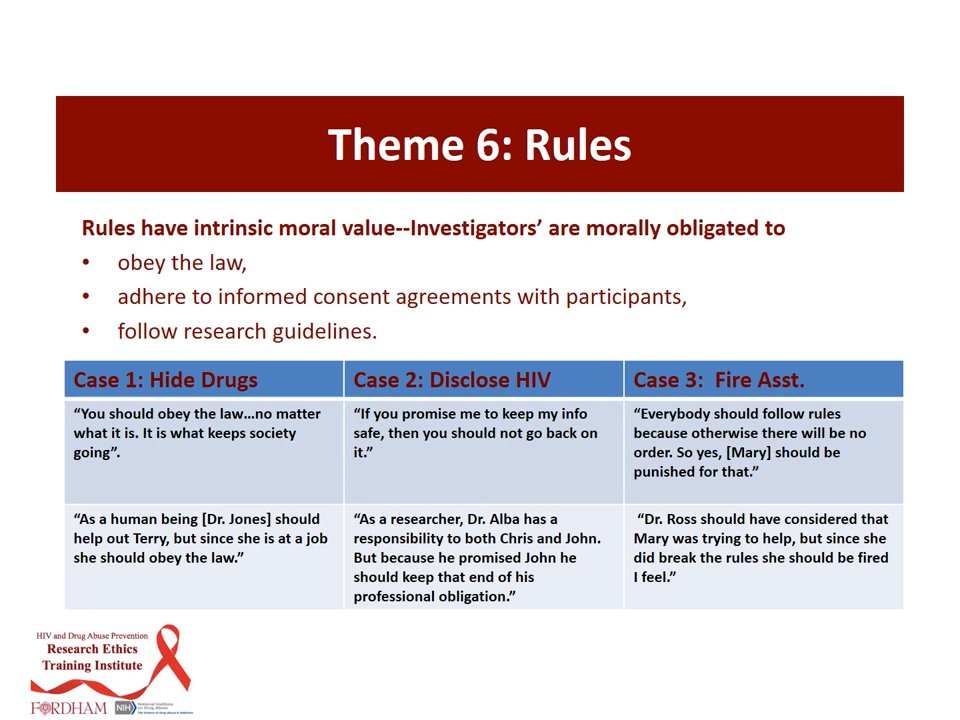 Theme 6: Rules
Rules have intrinsic moral value--Investigators’ are morally obligated to
• obey the law,
• adhere to informed consent agreements with participants,
• follow research guidelines.
Case 1: Hide Drugs
Case 2: Disclose HIV
Case 3:  Fire Asst.
“You should obey the law…no matter
what it is. It is what keeps society
going”.
“If you promise me to keep my info
safe, then you should not go back on
it.”
“Everybody should follow rules
because otherwise there will be no
order. So yes, [Mary] should be
punished for that.”
“As a human being [Dr. Jones] should
help out Terry, but since she is at a job
she should obey the law.”
“As a researcher, Dr. Alba has a
responsibility to both Chris and John.
But because he promised John he
should keep that end of his
professional obligation.”
“Dr. Ross should have considered that
Mary was trying to help, but since she
did break the rules she should be fired
I feel.”
HIV and Drug Abuse Prevention
Research Ethics
Training Institute
FORDHAM
NIH
National Institute
on Drug Abuse